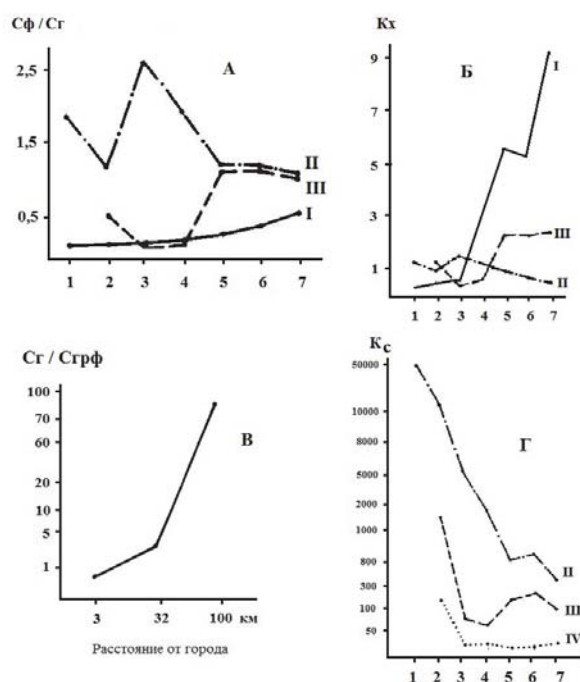 Сф / Сг
А
2,5
1,5
0,5
II
III
I
1 2 3 4 5 6 7
Кх
Б
9
7
5
3
1
I
III
II
1 2 3 4 5 6 7
Сг / Сгрф
В
100
70
60
20
10
5
1
3 32 100 км
Расстояние от города
Кс
Г
50000
10000
8000
5000
2000
1000
800
300
100
50
II
III
IV
1 2 3 4 5 6 7